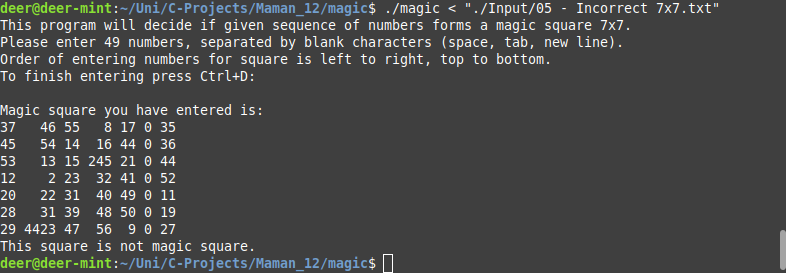 deer@deer-mint:~/Uni/C-Projects/Maman_12/magic$ ./magic < "./Input/05 - Incorrect 7x7.txt"
This program will decide if given sequence of numbers forms a magic square 7x7.
Please enter 49 numbers, separated by blank characters (space, tab, new line).
Order of entering numbers for square is left to right, top to bottom.
To finish entering press Ctrl+D:

Magic square you have entered is:
37   46 55   8 17 0 35
45   54 14  16 44 0 36
53   13 15 245 21 0 44
12    2 23  32 41 0 52
20   22 31  40 49 0 11
28   31 39  48 50 0 19
29 4423 47  56  9 0 27
This square is not magic square.
deer@deer-mint:~/Uni/C-Projects/Maman_12/magic$